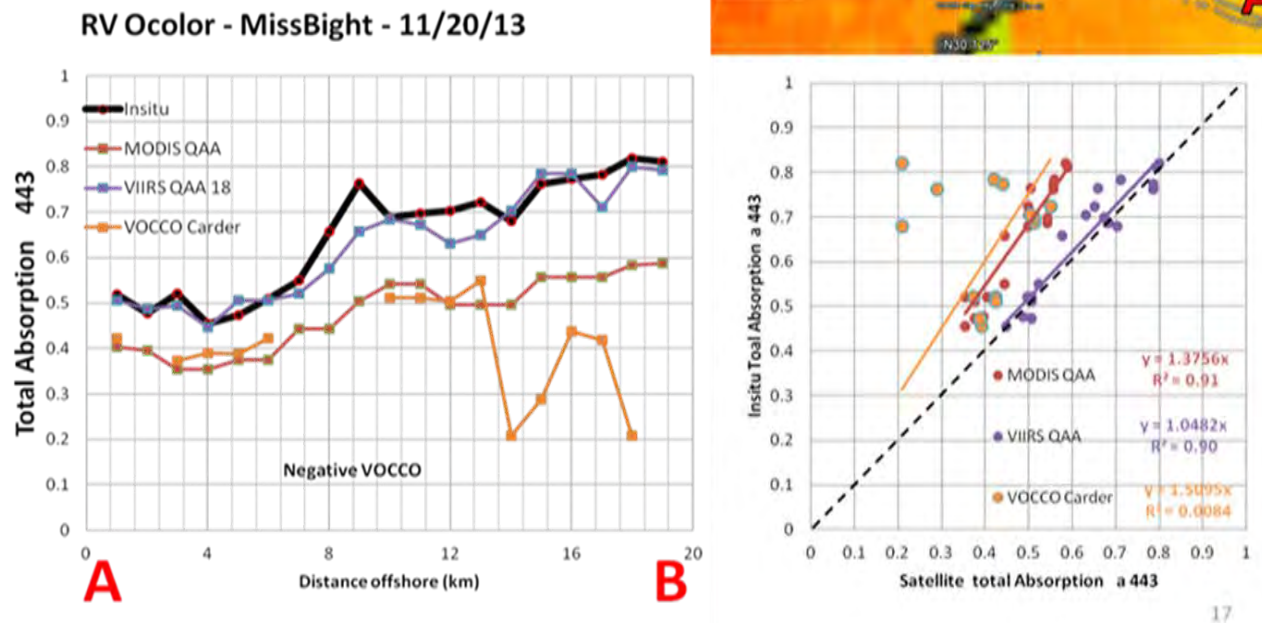 RV Ocolor - MissBight - 11/20/13
1
0.9
0.8
0.7
0.6
0.5
0.4
0.3
0.2
0.1
0
Total Absorption 443
Insitu
MODIS QAA
VIIRS QAA 18
VOCCO Carder
Negative VOCCO
0 4 8 12 16 20
A
Distance offshore (km)
B
1
0.9
0.8
0.7
0.6
0.5
0.4
0.3
0.2
0.1
0
Insitu Toal Absorption a 443
MODIS QAA
y = 1.3756x
R² = 0.91
VIIRS QAA
y = 1.0482x
R² = 0.90
VOCCO Carder
y = 1.5095x
R² = 0.0084
0 0.1 0.2 0.3 0.4 0.5 0.6 0.7 0.8 0.9 1
Satellite total Absorption a 443
17